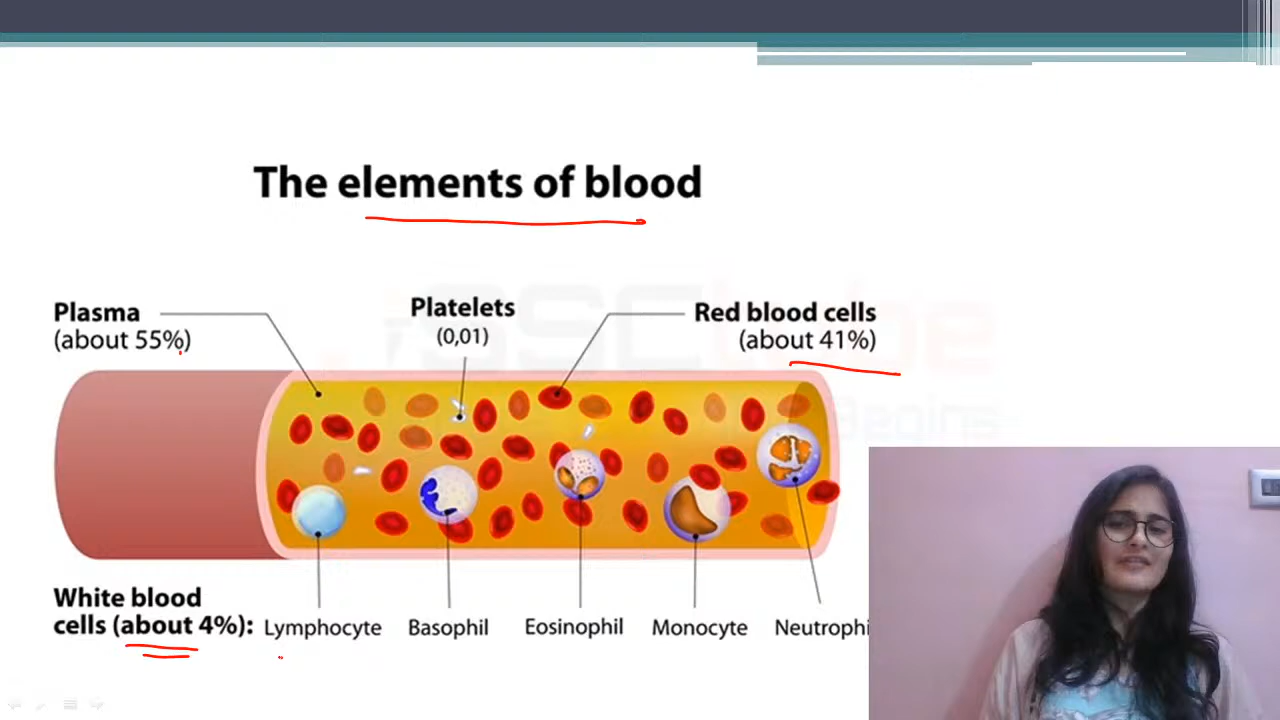 The elements of blood
Plasma
(about 55%)
Platelets
(0,01)
Red blood cells
(about 41%)
White blood
cells (about 4%):
Lymphocyte
Basophil
Eosinophil
Monocyte
Neutrophi